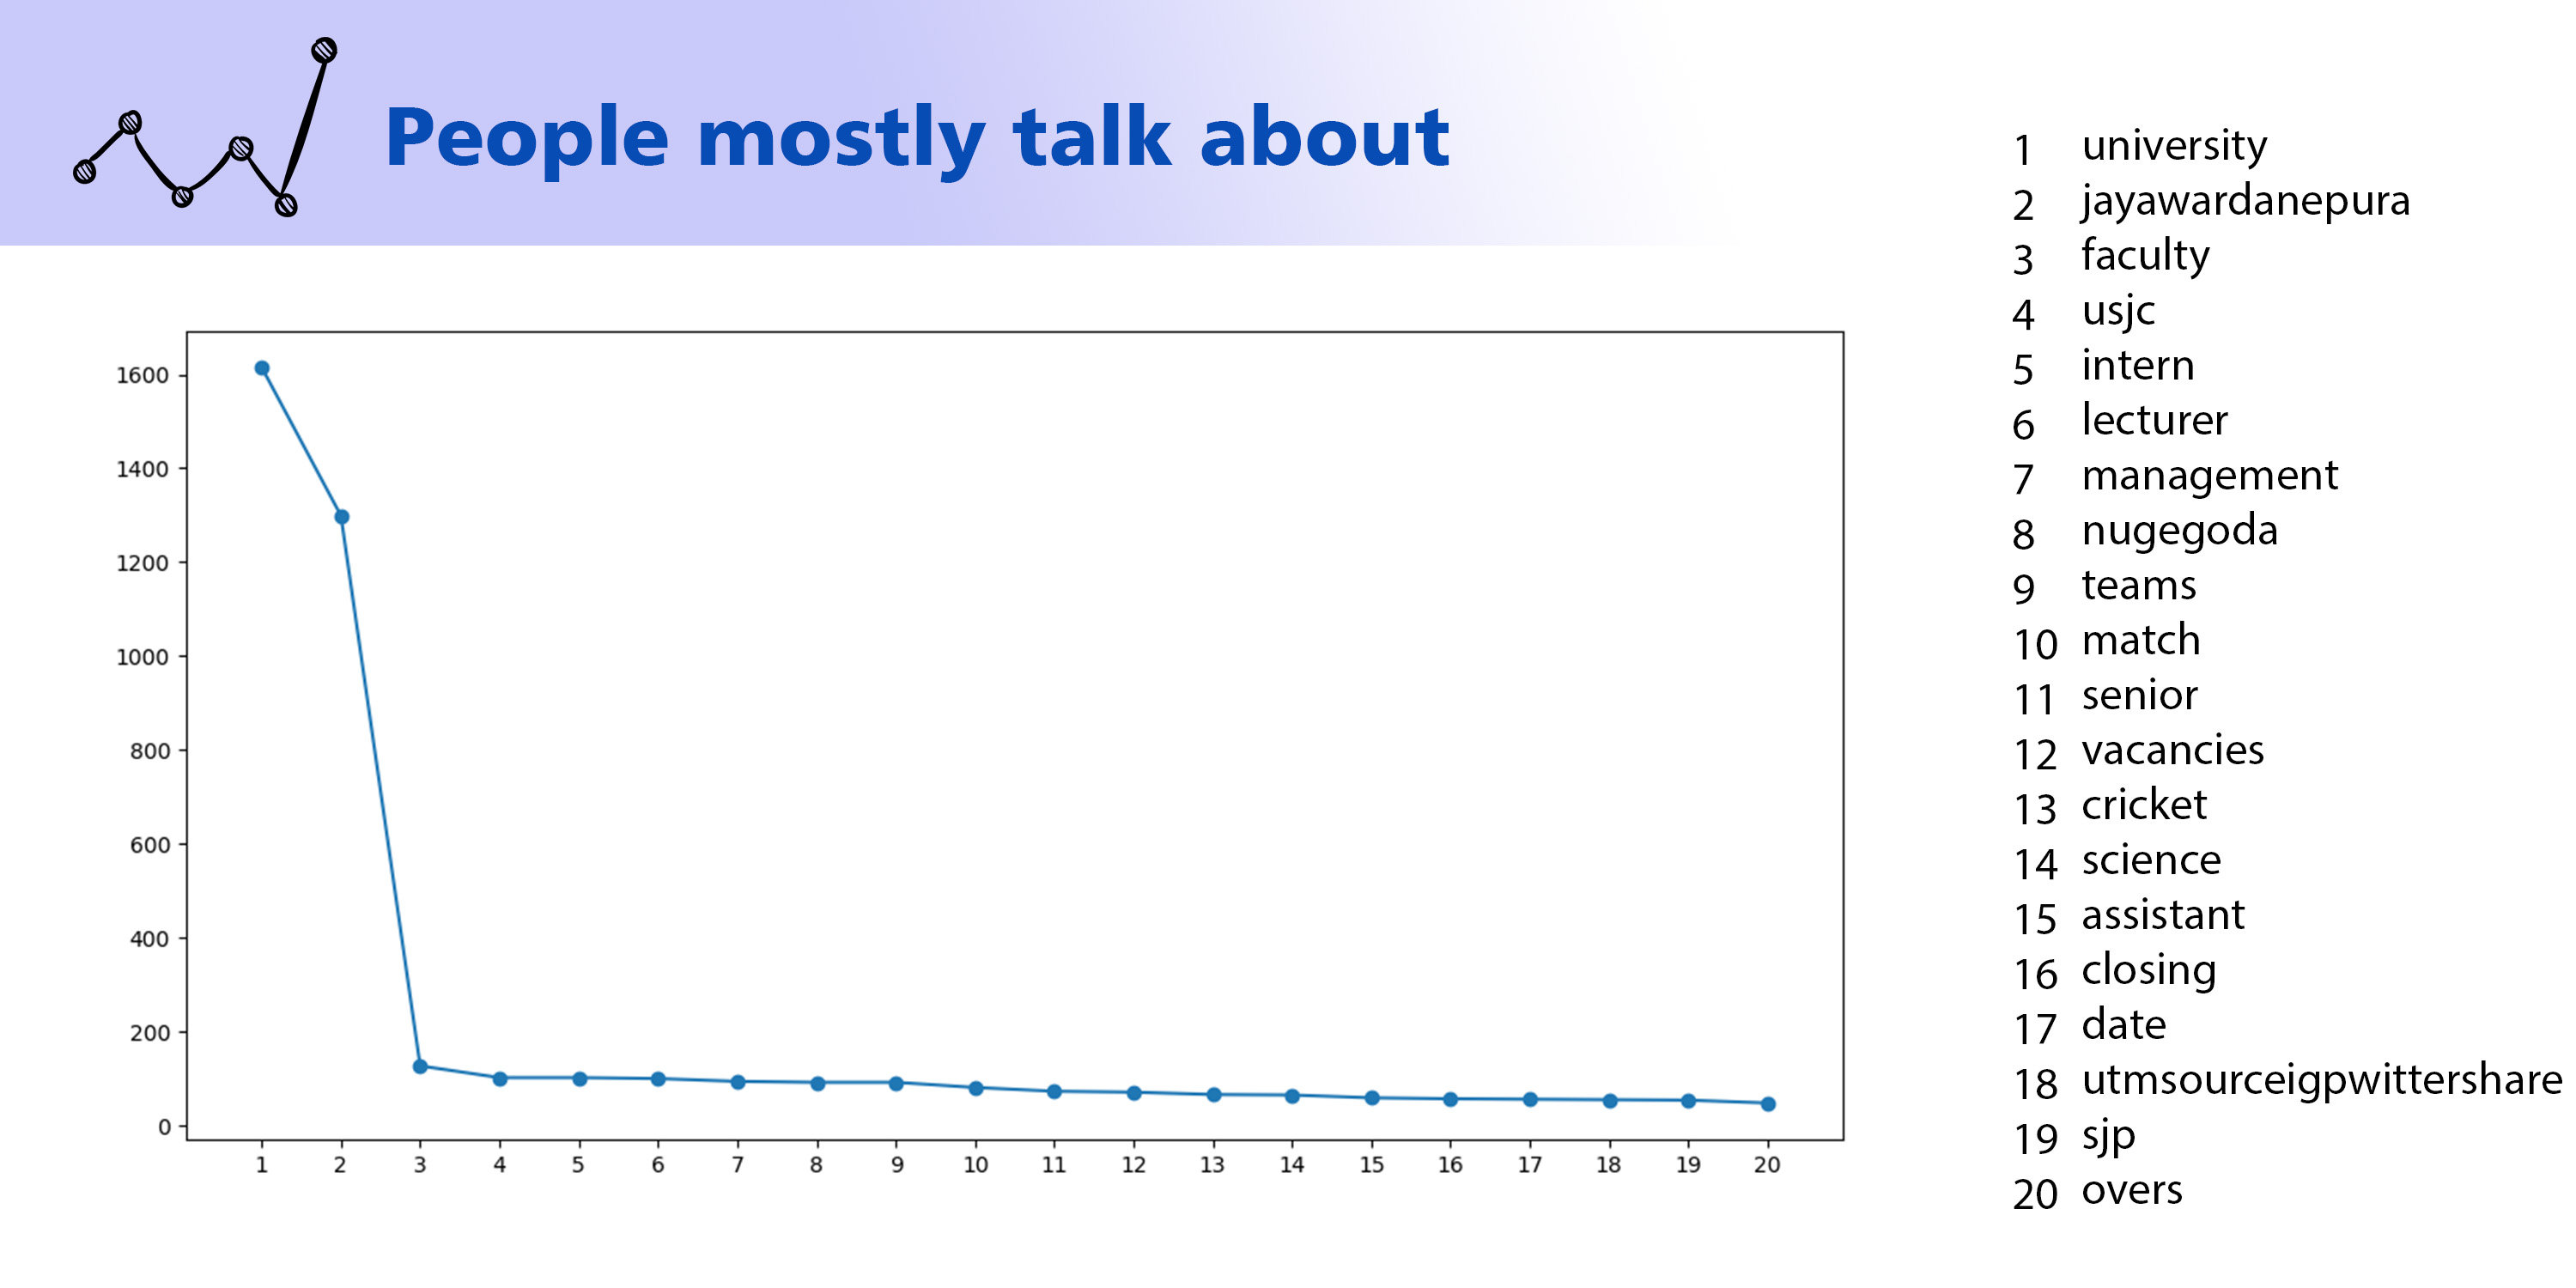 People mostly talk about
1600
1400
1200
1000
800
600
400
200
0
1 2 3 4 5 6 7 8 9 10 11 12 13 14 15 16 17 18 19 20
1 university
2 jayawardanepura
3 faculty
4 usjc
5 intern
6 lecturer
7 management
8 nugegoda
9 teams
10 match
11 senior
12 vacancies
13 cricket
14 science
15 assistant
16 closing
17 date
18 utmsourceigpwittershare
19 sjp
20 overs